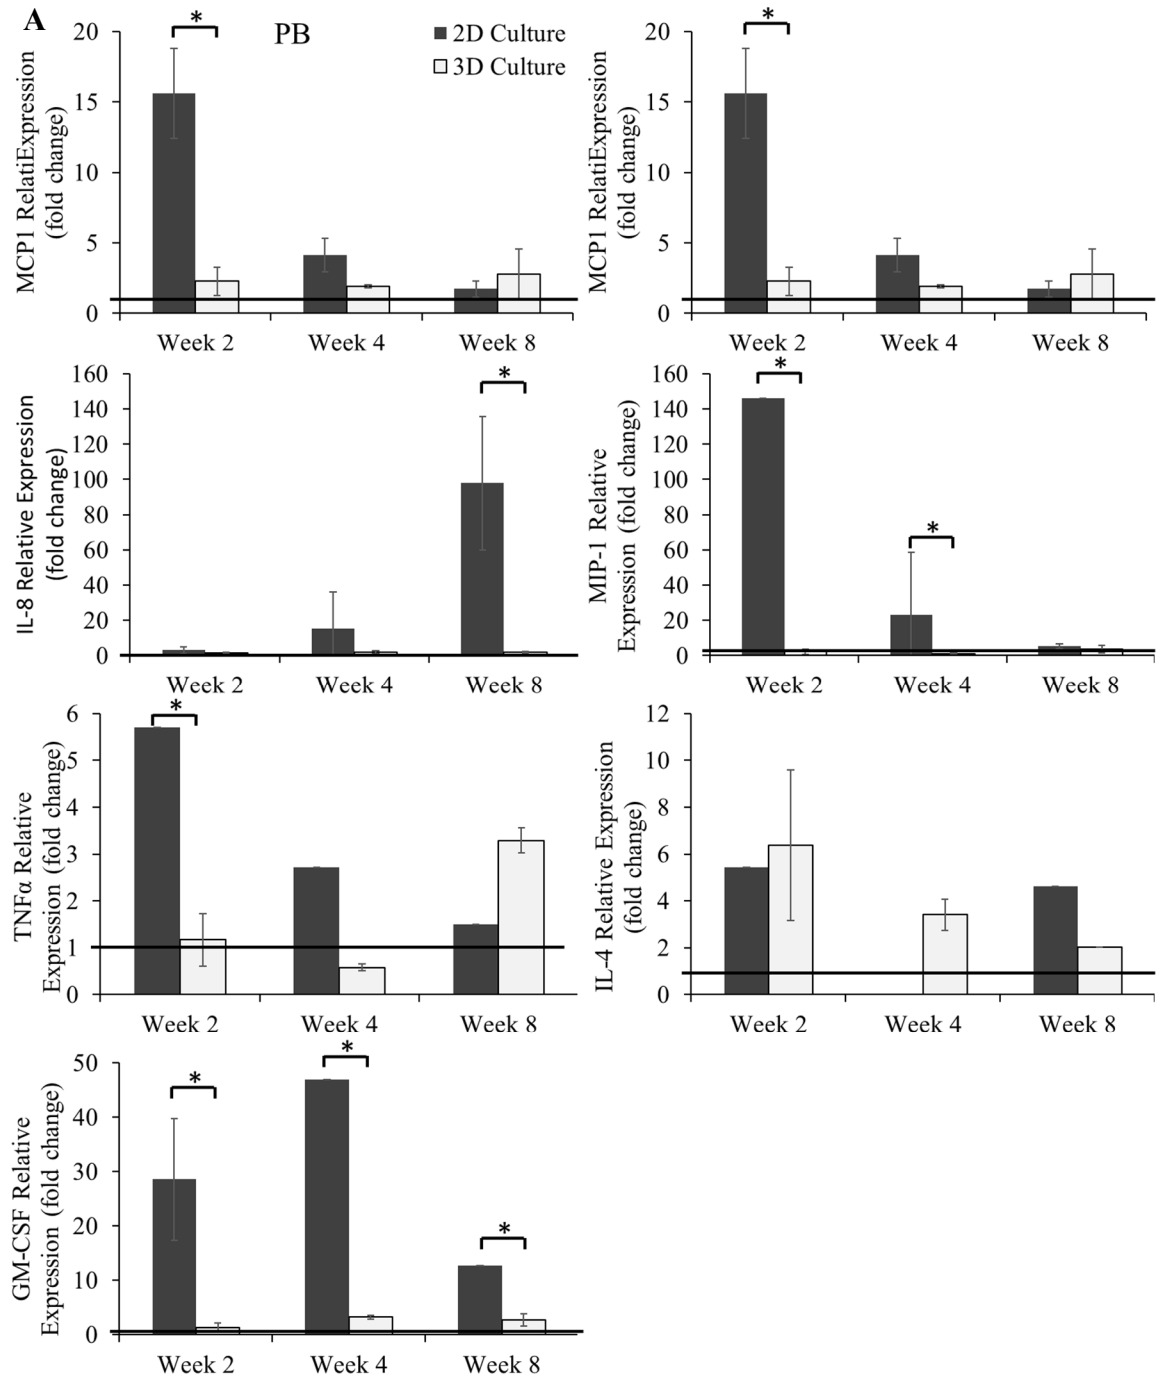 A
PB
2D Culture
3D Culture
*
20
15
10
5
0
MCP1 RelatiExpression
(fold change)
Week 2
Week 4
Week 8
*
20
15
10
5
0
MCP1 RelatiExpression
(fold change)
Week 2
Week 4
Week 8
*
160
140
120
100
80
60
40
20
0
IL-8 Relative Expression
(fold change)
Week 2
Week 4
Week 8
*
*
160
140
120
100
80
60
40
20
0
MIP-1 Relative
Expression (fold change)
Week 2
Week 4
Week 8
*
6
5
4
3
2
1
0
TNFα Relative
Expression (fold change)
Week 2
Week 4
Week 8
12
10
8
6
4
2
0
IL-4 Relative Expression
(fold change)
Week 2
Week 4
Week 8
*
*
*
50
40
30
20
10
0
GM-CSF Relative
Expression (fold change)
Week 2
Week 4
Week 8